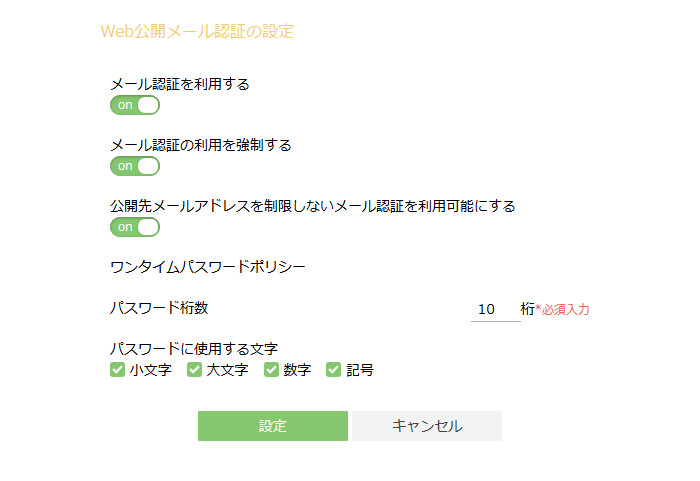 Web公開メール認証の設定
メール認証を利用する
on
メール認証の利用を強制する
on
公開先メールアドレスを制限しないメール認証を利用可能にする
on
ワンタイムパスワードポリシー
パスワード桁数 10 桁*必須入力
パスワードに使用する文字
小文字 大文字 数字 記号
設定 キャンセル